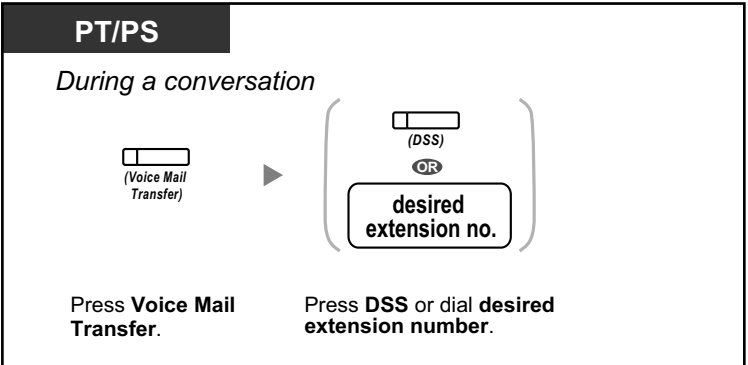 PT/PS
During a conversation
(Voice Mail
Transfer)
(DSS)
OR
desired
extension no.
Press Voice Mail
Transfer.
Press DSS or dial desired
extension number.